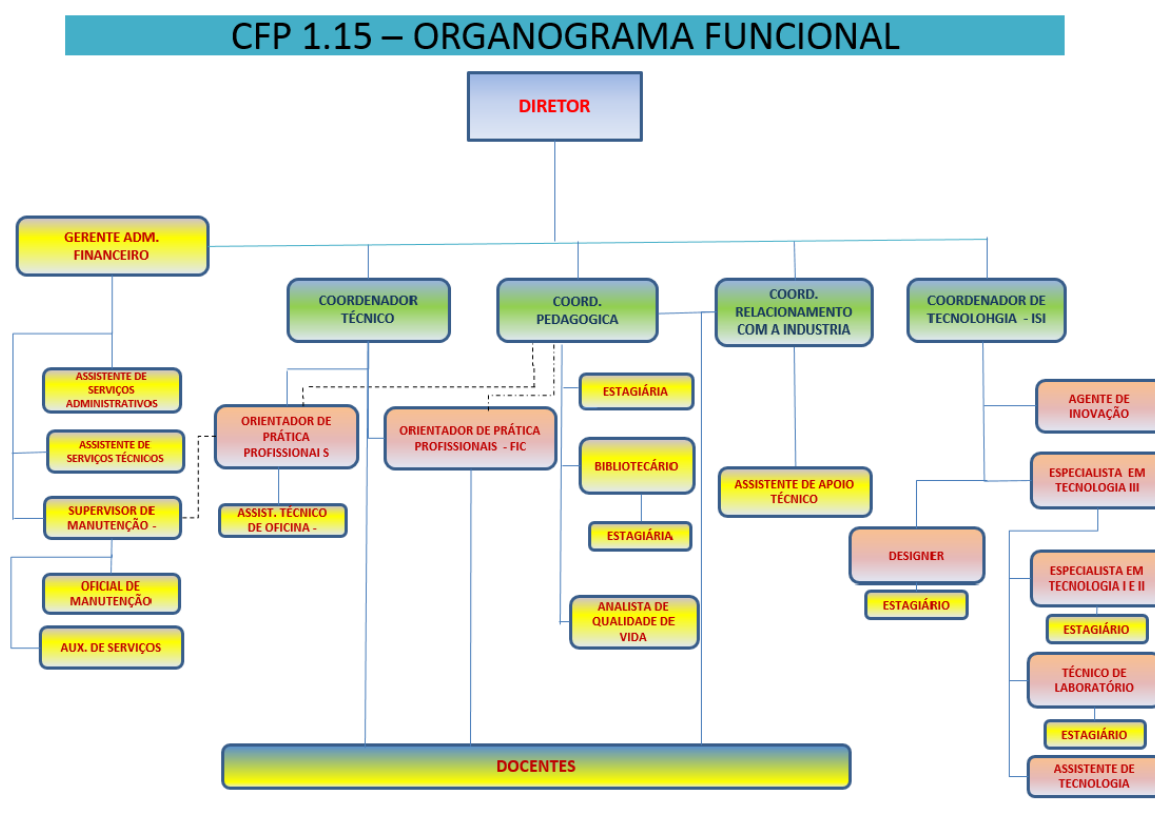 CFP 1.15 – ORGANOGRAMA FUNCIONAL
DIRETOR
GERENTE ADM.
FINANCEIRO
COORDENADOR
TÉCNICO
COORD.
PEDAGOGICA
COORD.
RELACIONAMENTO
COM A INDUSTRIA
COORDENADOR DE
TECNOLOHGIA - ISI
ASSISTENTE DE
SERVIÇOS
ADMINISTRATIVOS
ASSISTENTE DE
SERVIÇOS TÉCNICOS
SUPERVISOR DE
MANUTENÇÃO -
OFICIAL DE
MANUTENÇÃO
AUX. DE SERVIÇOS
ORIENTADOR DE
PRÁTICA
PROFISSIONAI S
ASSIST. TÉCNICO
DE OFICINA -
ORIENTADOR DE PRÁTICA
PROFISSIONAIS - FIC
ESTAGIÁRIA
BIBLIOTECÁRIO
ESTAGIÁRIA
ANALISTA DE
QUALIDADE DE
VIDA
ASSISTENTE DE APOIO
TÉCNICO
AGENTE DE
INOVAÇÃO
ESPECIALISTA EM
TECNOLOGIA III
DESIGNER
ESTAGIÁRIO
ESPECIALISTA EM
TECNOLOGIA I E II
ESTAGIÁRIO
TÉCNICO DE
LABORATÓRIO
ESTAGIÁRIO
ASSISTENTE DE
TECNOLOGIA
DOCENTES